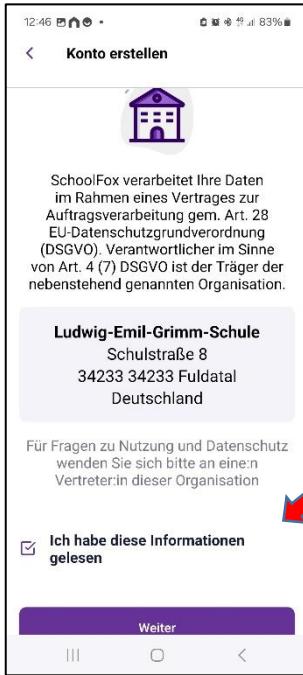 12:46 83%
Konto erstellen
SchoolFox verarbeitet Ihre Daten
im Rahmen eines Vertrages zur
Auftragsverarbeitung gem. Art. 28
EU-Datenschutzgrundverordnung
(DSGVO). Verantwortlicher im Sinne
von Art. 4 (7) DSGVO ist der Träger der
nebenstehend genannten Organisation.
Ludwig-Emil-Grimm-Schule
Schulstraße 8
34233 34233 Fuldatal
Deutschland
Für Fragen zu Nutzung und Datenschutz
wenden Sie sich bitte an eine:n
Vertreter:in dieser Organisation
Ich habe diese Informationen
gelesen
Weiter